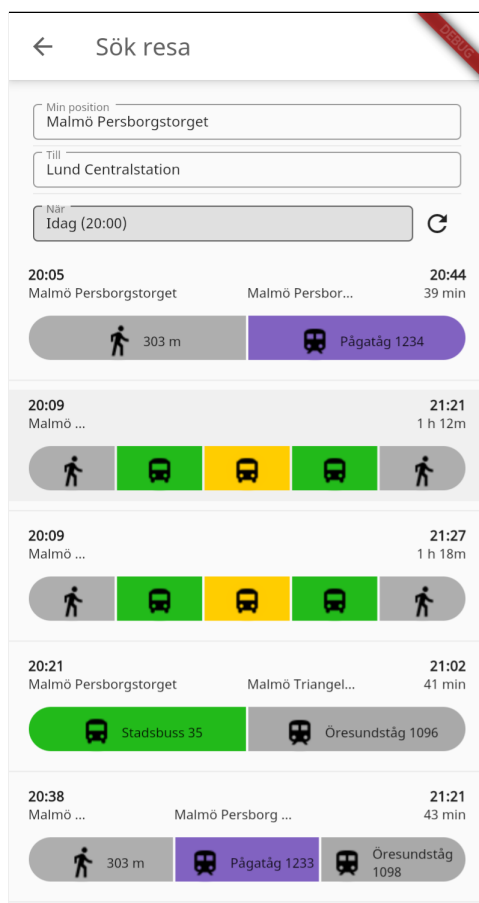 Sök resa
DEBUG
Min position
Malmö Persborgstorget
Till
Lund Centralstation
När
Idag (20:00)
20:05 20:44
Malmö Persborgstorget Malmö Persbor... 39 min
303 m Pågatåg 1234
20:09 21:21
Malmö ... 1 h 12m
20:09 21:27
Malmö ... 1 h 18m
20:21 21:02
Malmö Persborgstorget Malmö Triangel... 41 min
Stadsbuss 35 Öresundståg 1096
20:38 21:21
Malmö ... Malmö Persborg ... 43 min
303 m Pågatåg 1233 Öresundståg
1098